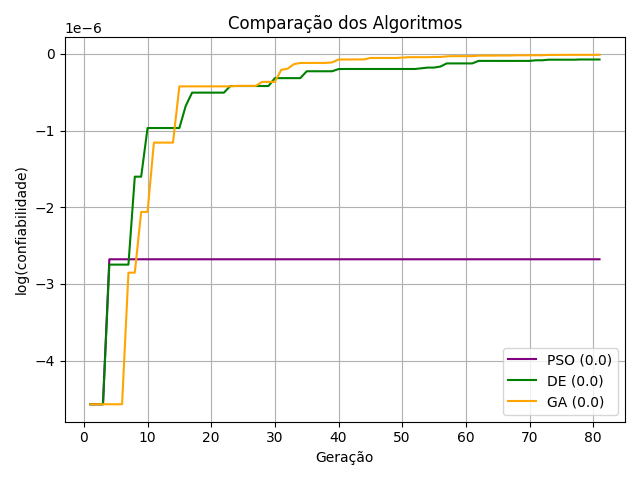 Comparação dos Algoritmos
1e−6
0
−1
−2
−3
−4
log(confiabilidade)
0 10 20 30 40 50 60 70 80
Geração
PSO (0.0)
DE (0.0)
GA (0.0)